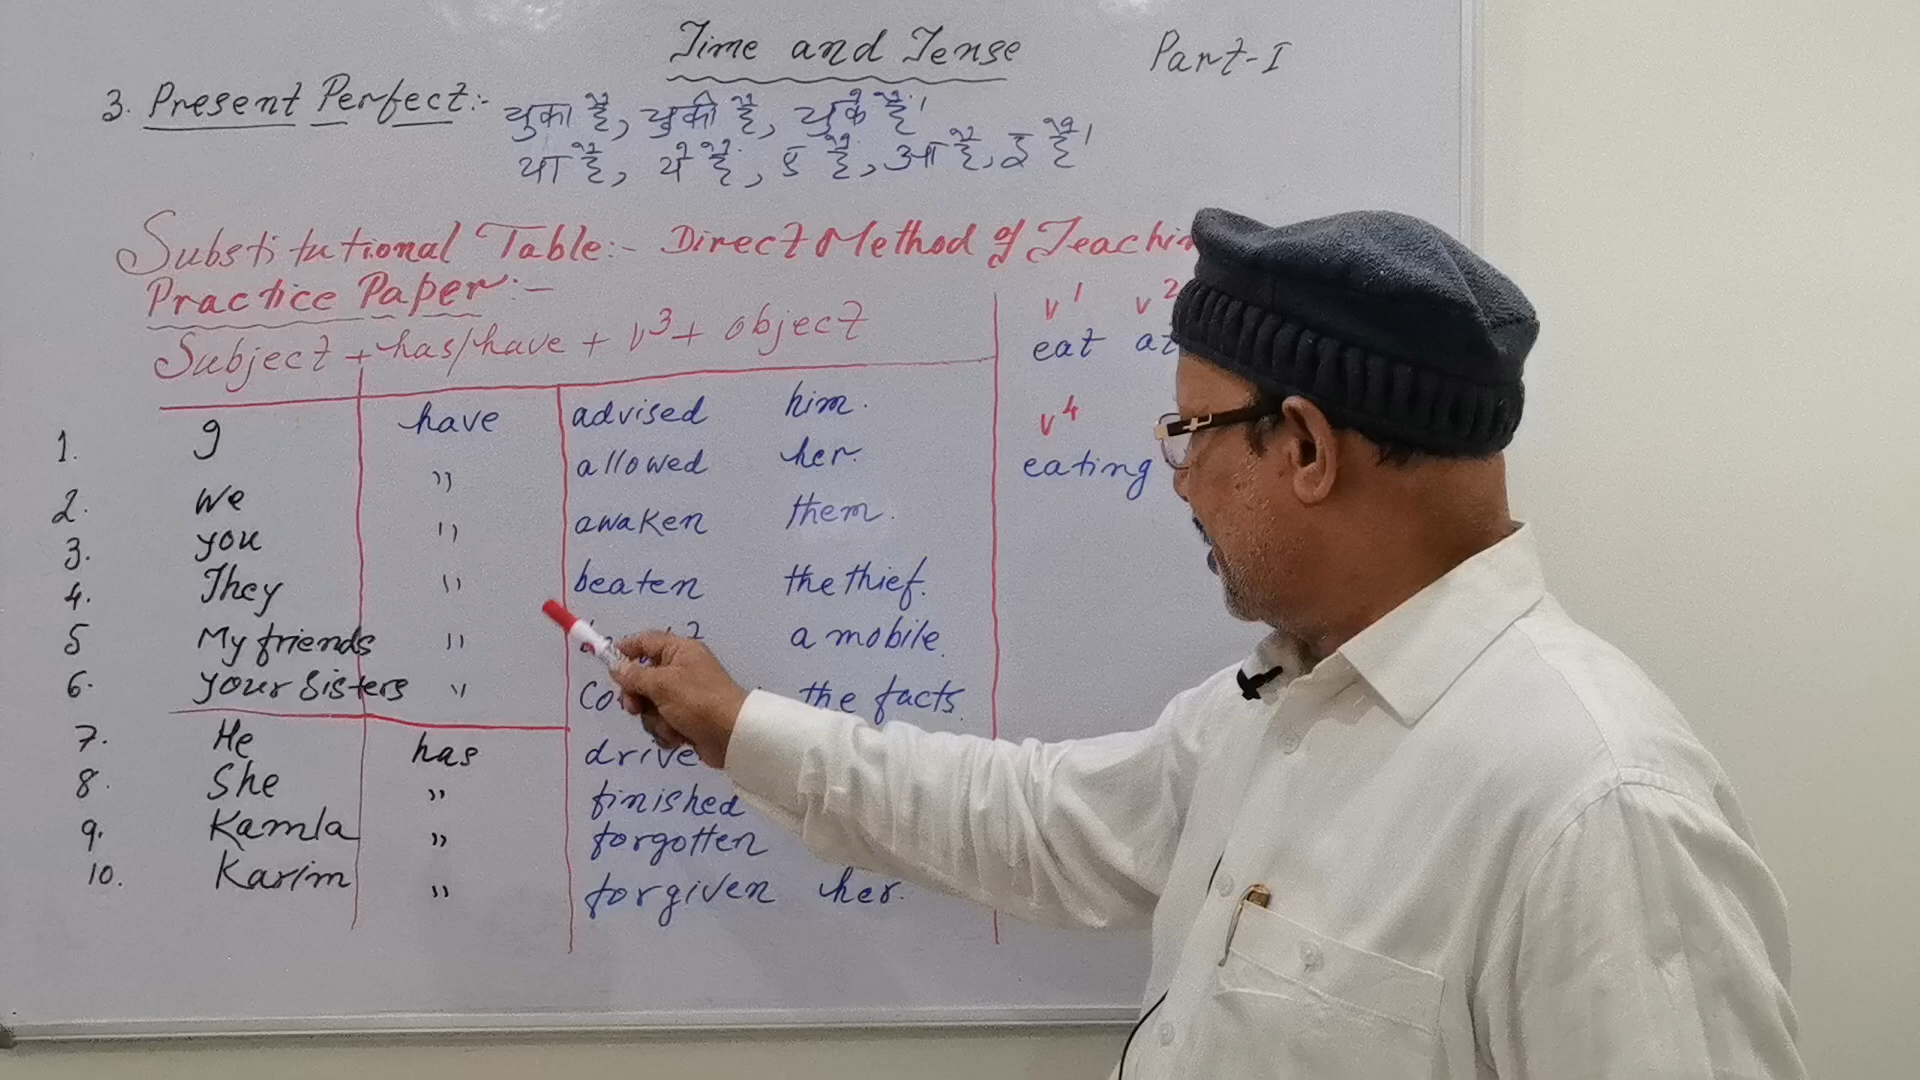 Time and Tense Part-I
3. Present Perfect:- चुका है, चुकी है, चुके हैं।
या है, ये हैं, ई है, आ है, ई हैं।
Substitutional Table:- Direct Method of
Practice Paper:-
Subject + has/have + V³ + object
V¹ V²
eat
V⁴
eating
1. I have advised him.
2. We " allowed her.
3. you " awaken them.
4. They " beaten the thief.
5 My friends " a mobile.
6. your sisters " the facts.
7. He has
8. She " finished
9. Kamla " forgotten
10. Karim " forgiven her.